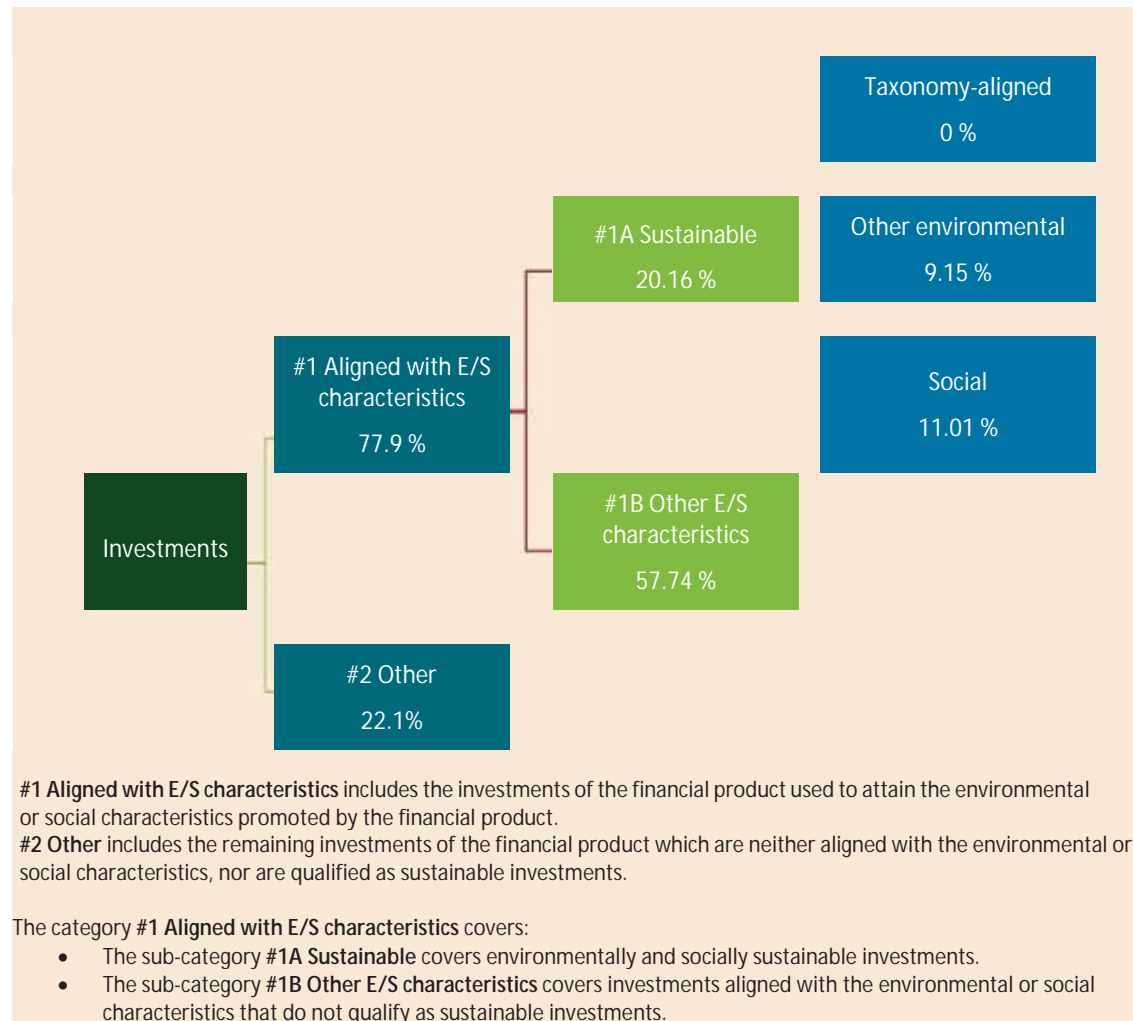 Taxonomy-aligned
0 %
#1A Sustainable
20.16 %
Other environmental
9.15 %
#1 Aligned with E/S
characteristics
77.9 %
Social
11.01 %
Investments
#1B Other E/S
characteristics
57.74 %
#2 Other
22.1%
#1 Aligned with E/S characteristics includes the investments of the financial product used to attain the environmental
or social characteristics promoted by the financial product.
#2 Other includes the remaining investments of the financial product which are neither aligned with the environmental or
social characteristics, nor are qualified as sustainable investments.
The category #1 Aligned with E/S characteristics covers:
• The sub-category #1A Sustainable covers environmentally and socially sustainable investments.
• The sub-category #1B Other E/S characteristics covers investments aligned with the environmental or social
characteristics that do not qualify as sustainable investments.